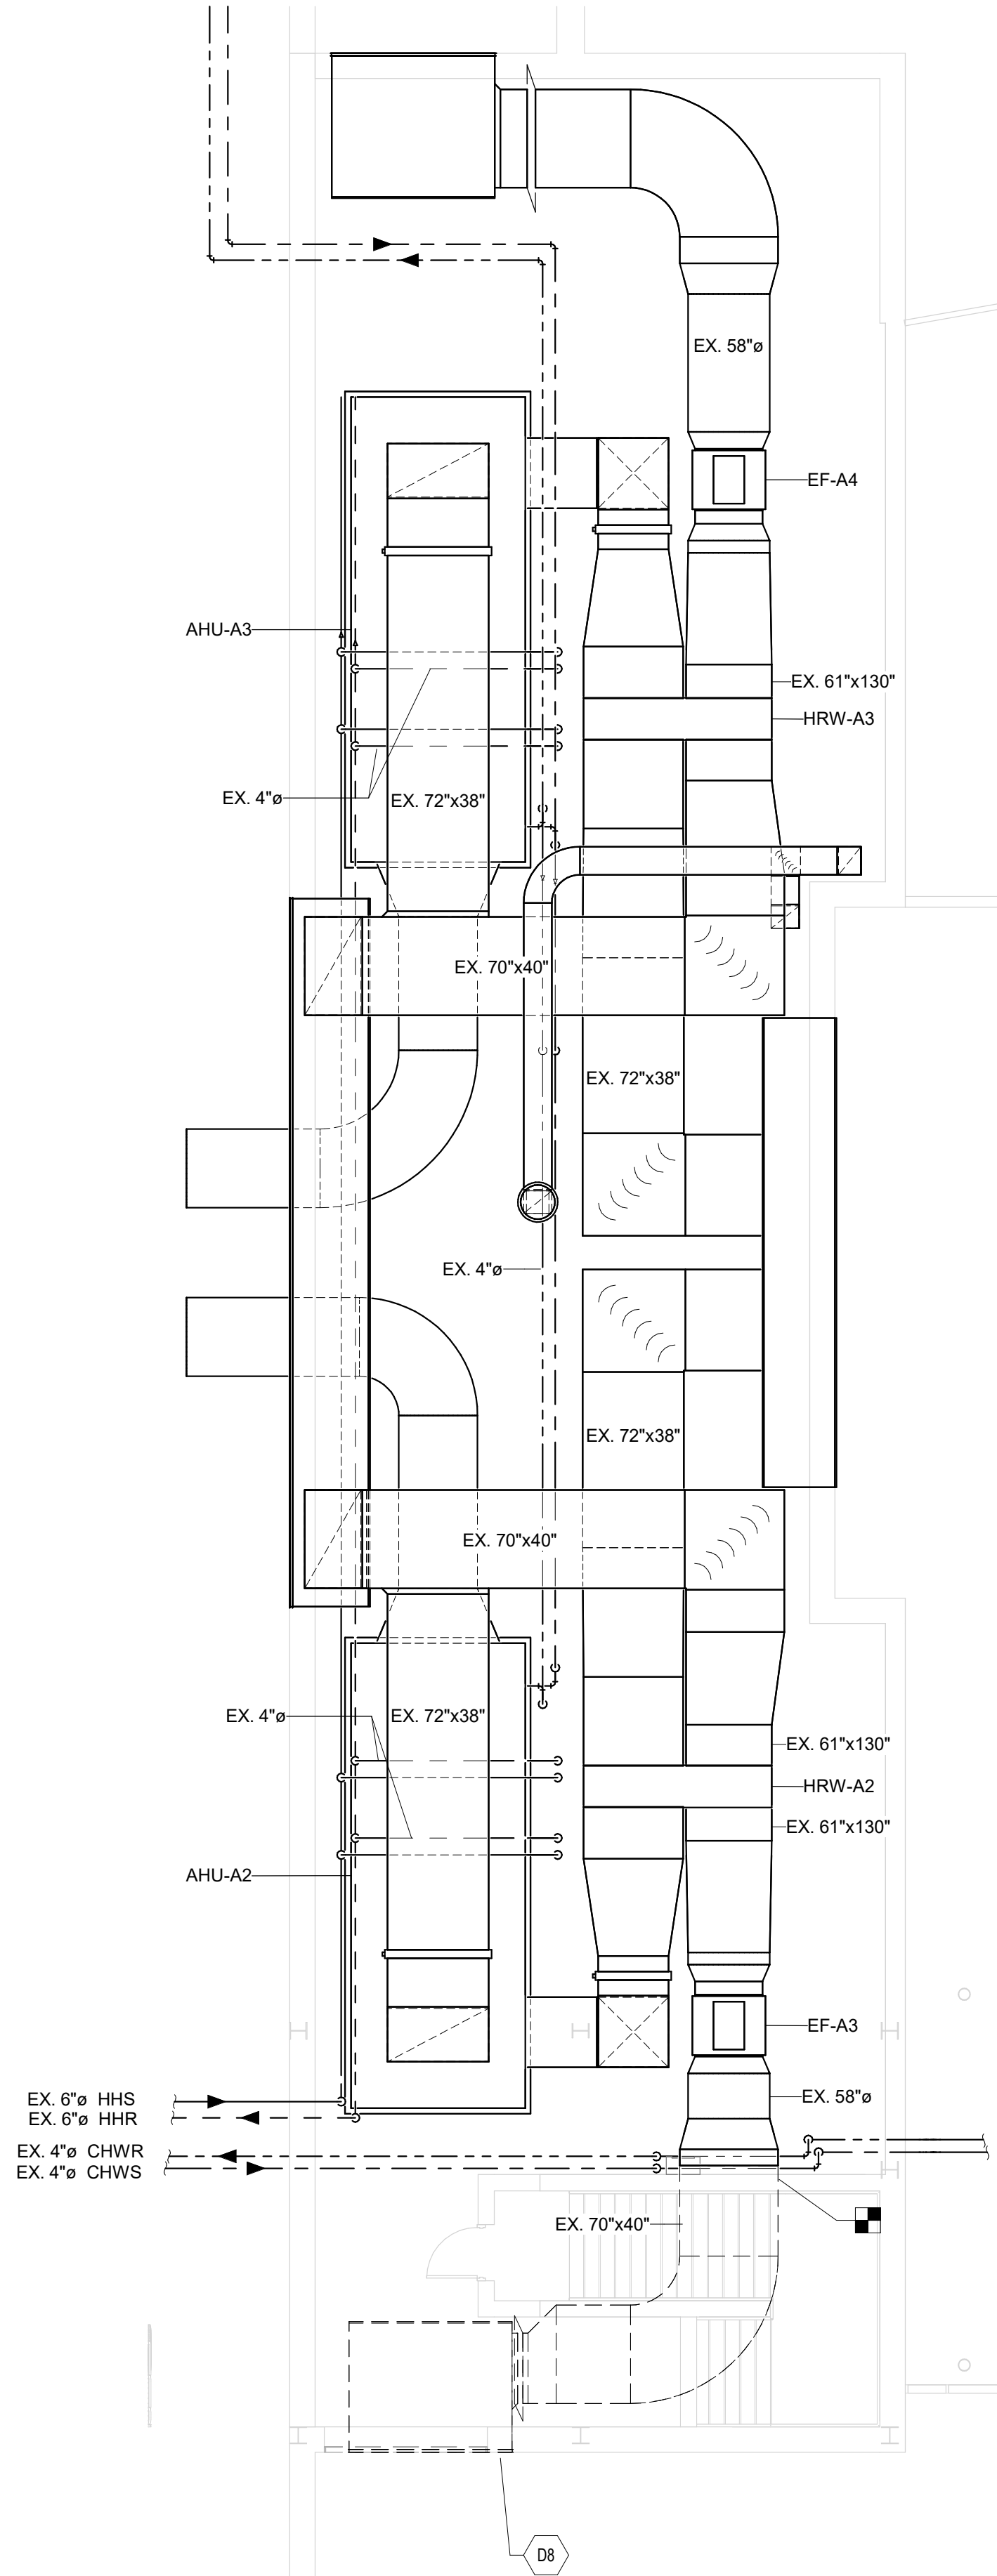 EX. 58"ø
EF-A4
AHU-A3
EX. 61"x130"
HRW-A3
EX. 4"ø
EX. 72"x38"
EX. 70"x40"
EX. 72"x38"
EX. 4"ø
EX. 72"x38"
EX. 70"x40"
EX. 4"ø
EX. 72"x38"
EX. 61"x130"
HRW-A2
EX. 61"x130"
AHU-A2
EF-A3
EX. 58"ø
EX. 6"ø HHS
EX. 6"ø HHR
EX. 4"ø CHWR
EX. 4"ø CHWS
EX. 70"x40"
D8